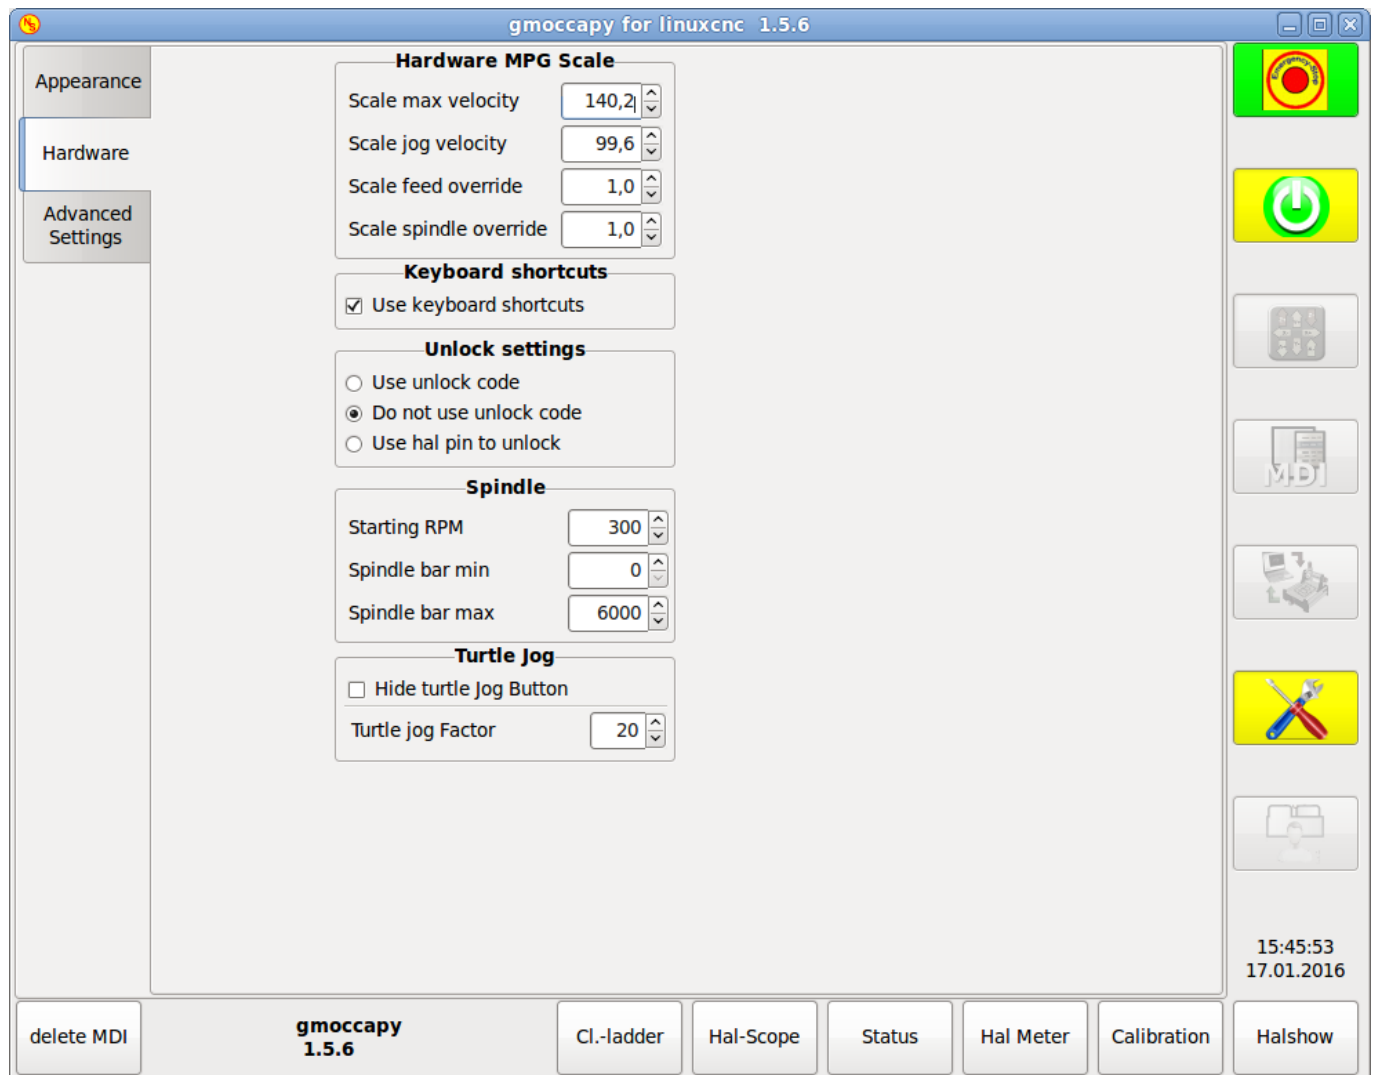 gmoccapy for linuxcnc 1.5.6
Appearance
Hardware
Advanced
Settings
Hardware MPG Scale
Scale max velocity 140,2
Scale jog velocity 99,6
Scale feed override 1,0
Scale spindle override 1,0
Keyboard shortcuts
Use keyboard shortcuts
Unlock settings
Use unlock code
Do not use unlock code
Use hal pin to unlock
Spindle
Starting RPM 300
Spindle bar min 0
Spindle bar max 6000
Turtle Jog
Hide turtle Jog Button
Turtle jog Factor 20
Emergency-Stop
MDI
15:45:53
17.01.2016
delete MDI
gmoccapy
1.5.6
Cl.-ladder
Hal-Scope
Status
Hal Meter
Calibration
Halshow